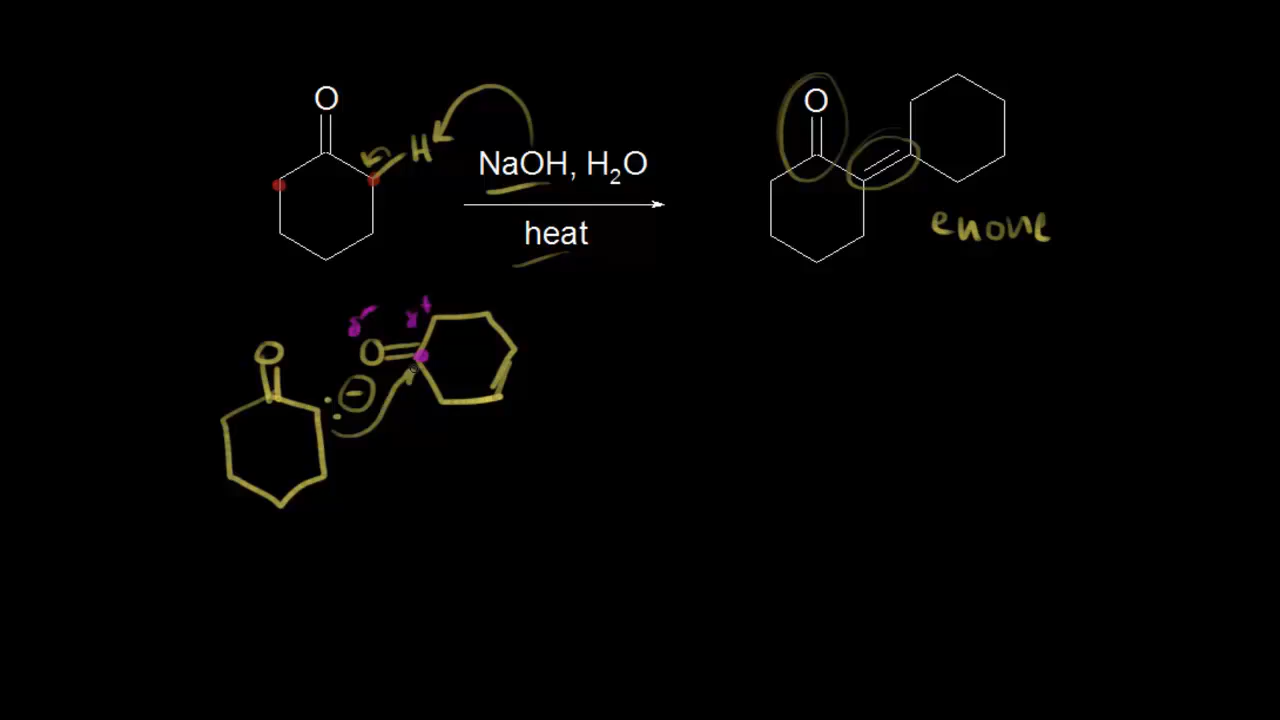 O
H
NaOH, H₂O
heat
O
enone
δ-
δ+
O
O
-